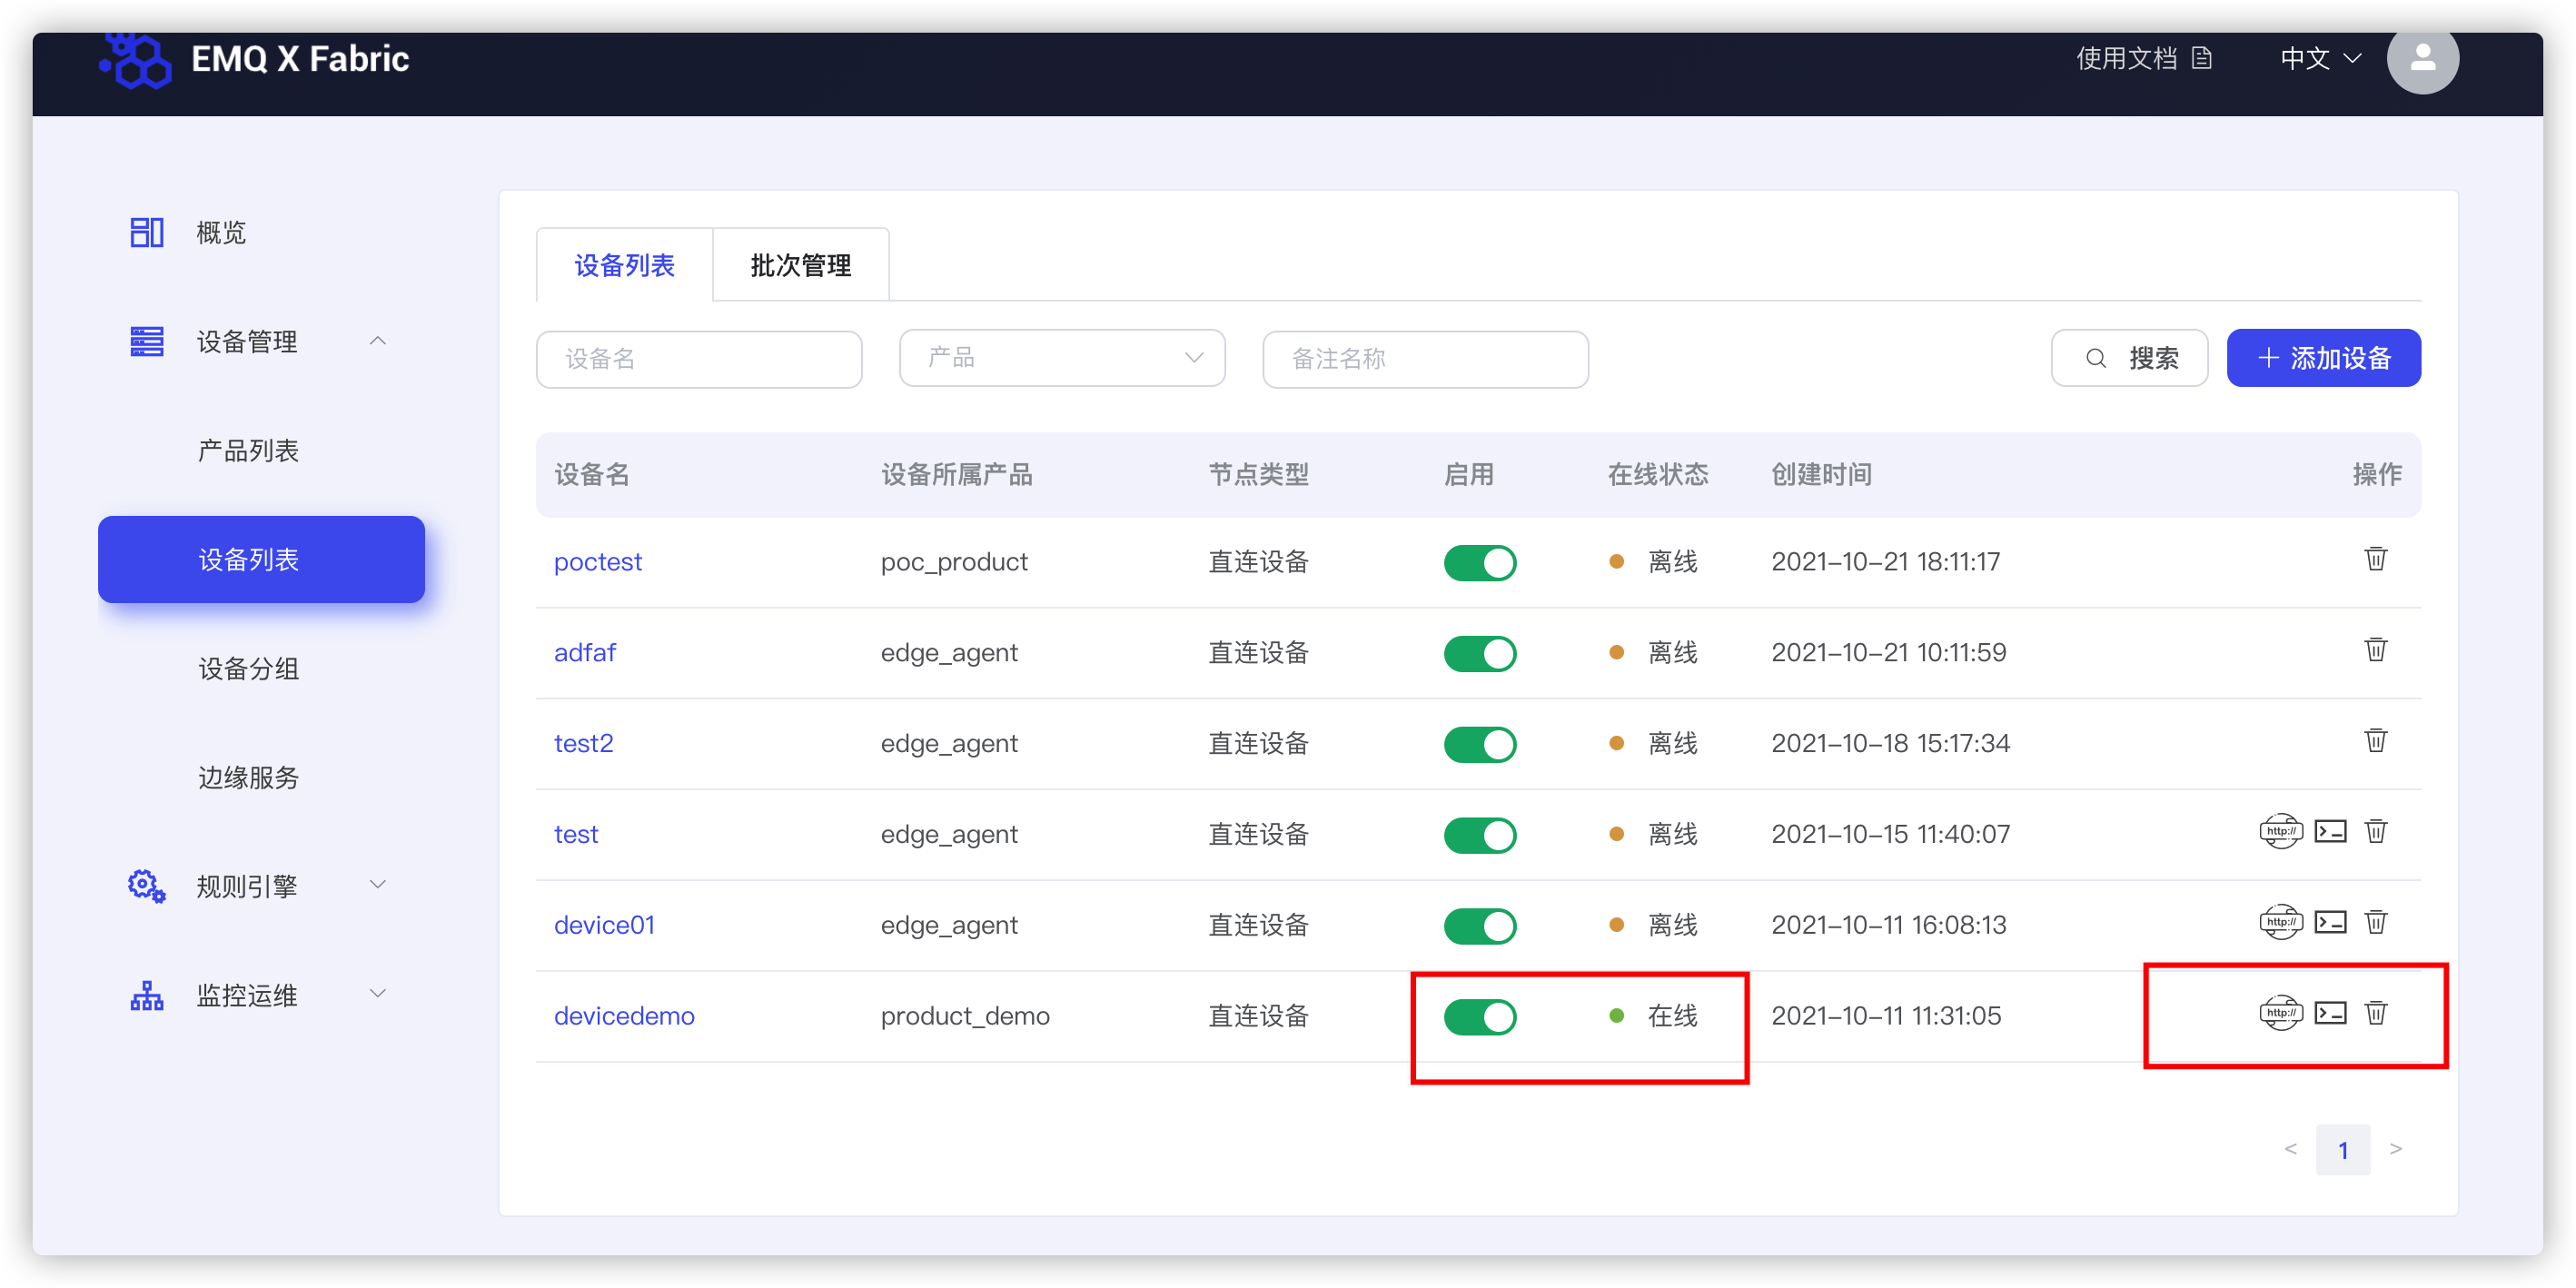 EMQ X Fabric
使用文档
中文
概览
设备管理
产品列表
设备列表
设备分组
边缘服务
规则引擎
监控运维
设备列表 批次管理
设备名 产品 备注名称 搜索 + 添加设备
设备名 设备所属产品 节点类型 启用 在线状态 创建时间 操作
poctest poc_product 直连设备 离线 2021-10-21 18:11:17
adfaf edge_agent 直连设备 离线 2021-10-21 10:11:59
test2 edge_agent 直连设备 离线 2021-10-18 15:17:34
test edge_agent 直连设备 离线 2021-10-15 11:40:07 http://
device01 edge_agent 直连设备 离线 2021-10-11 16:08:13 http://
devicedemo product_demo 直连设备 在线 2021-10-11 11:31:05 http://
< 1 >